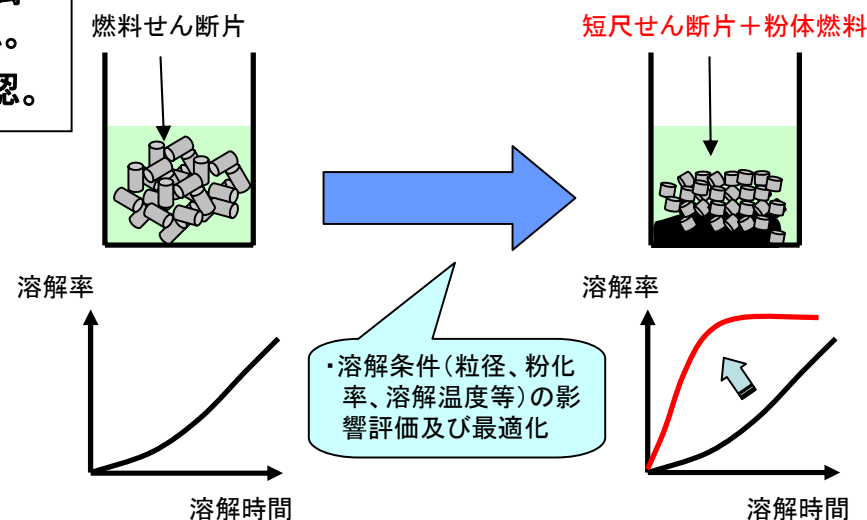 。
認。
燃料せん断片
短尺せん断片＋粉体燃料
溶解率
溶解率
・溶解条件（粒径、粉化
率、溶解温度等）の影
響評価及び最適化
溶解時間
溶解時間